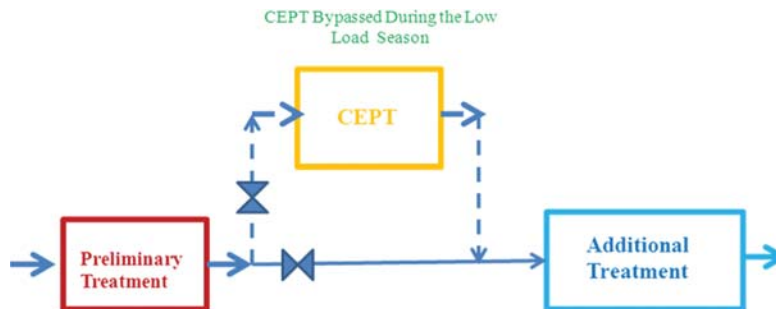 CEPT Bypassed During the Low
Load Season
CEPT
Preliminary
Treatment
Additional
Treatment